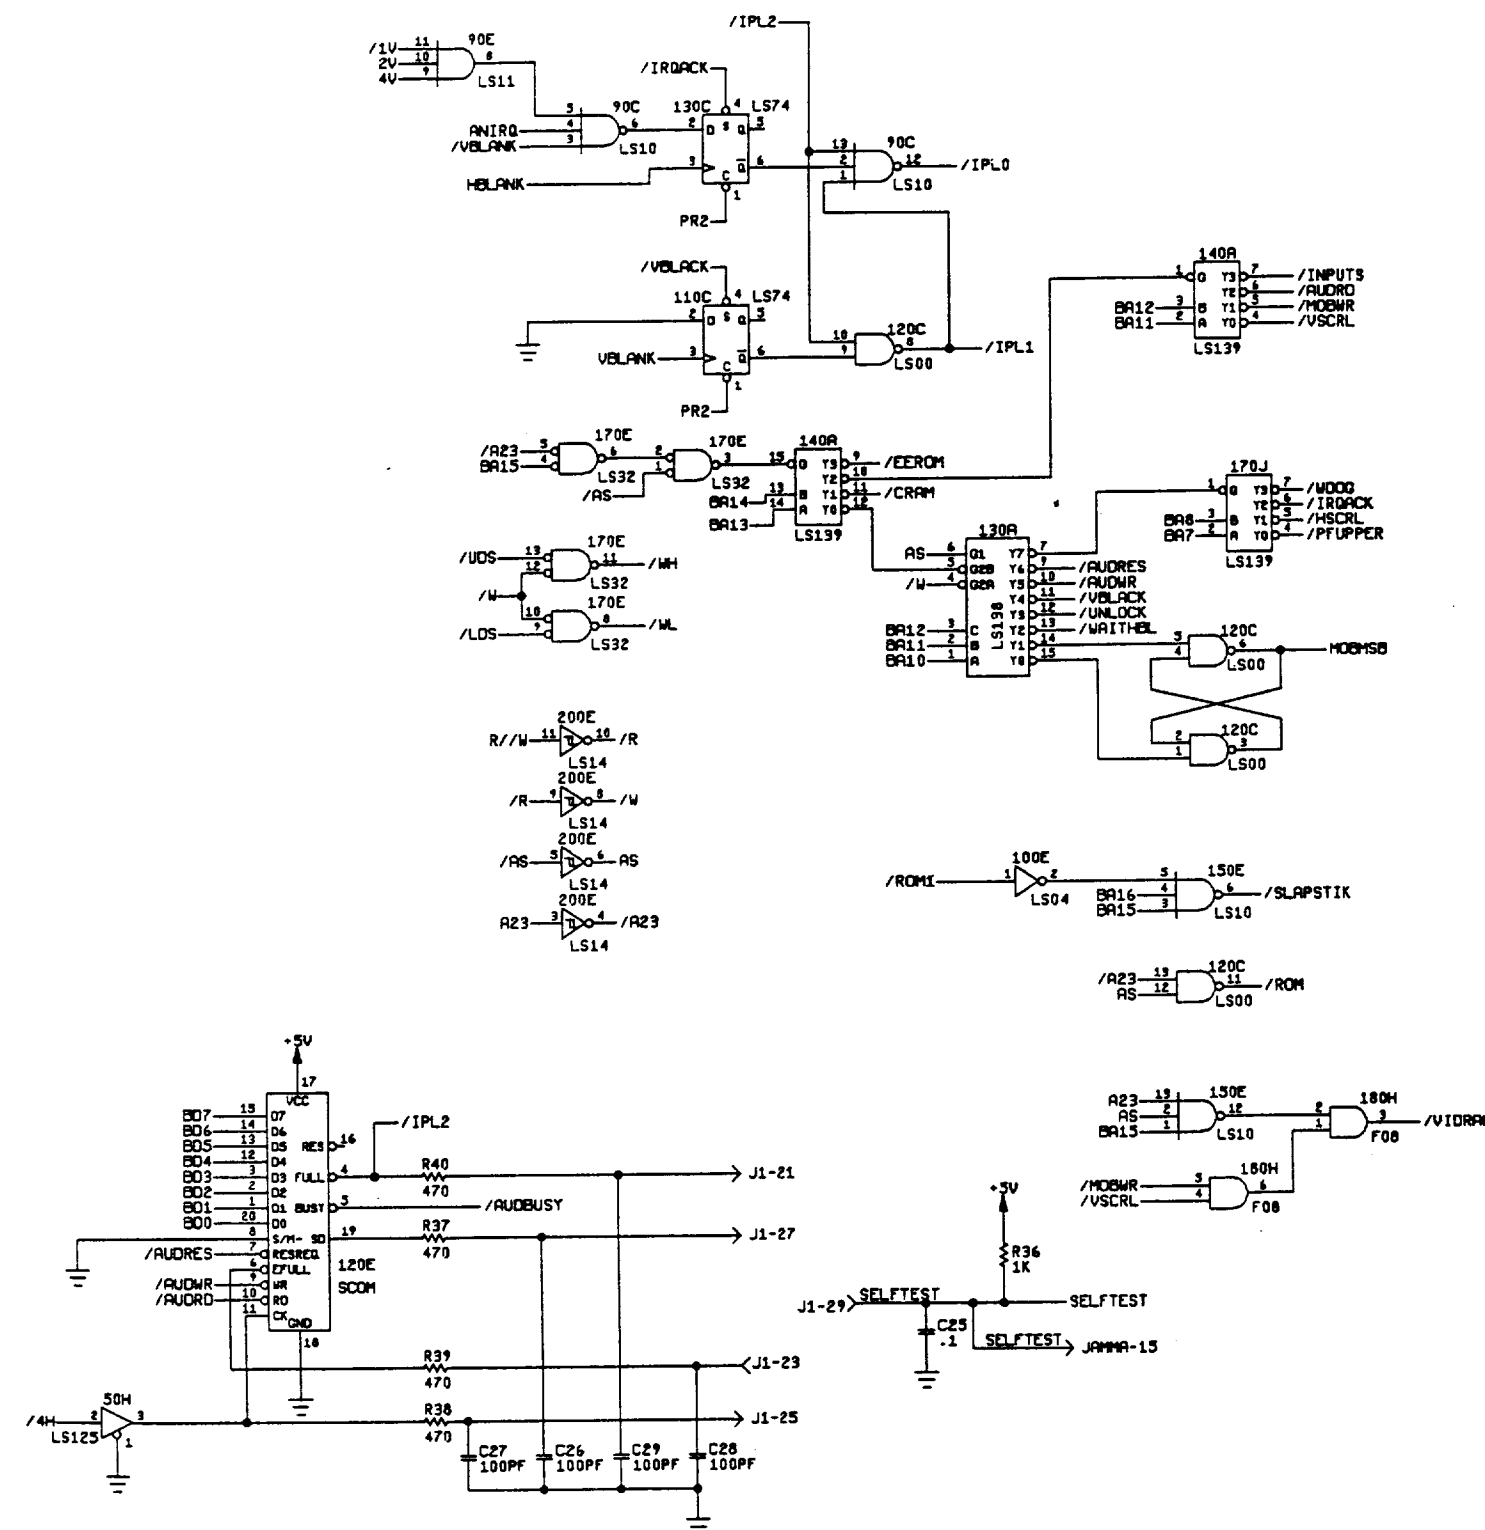 /IPL2
/1V 11 90E
2V 10 8
4V 9 LS11
/IRQACK
130C 4 LS74
5 90C 2 D S Q 5
ANIRQ 4 6
/VBLANK 3 LS10
HBLANK 3 C Q 6
1
PR2
13 90C
2 12 /IPL0
1 LS10
/VBLACK
110C 4 LS74
2 D S Q 5
VBLANK 3 C Q 6
1
PR2
10 120C
9 8 /IPL1
LS00
140A
1 G Y3 7 /INPUTS
Y2 6 /AUDRD
BA12 3 B Y1 5 /MOBWR
BA11 2 A Y0 4 /VSCRL
LS139
/A23 5 170E
BA15 4 6
LS32
2 170E
1 3
/AS LS32
140A
15 G Y3 9 /EEROM
Y2 10
BA14 13 B Y1 11 /CRAM
BA13 14 A Y0 12
LS139
170J
1 G Y3 7 /WDOG
Y2 6 /IRQACK
BA8 3 B Y1 5 /HSCRL
BA7 2 A Y0 4 /PFUPPER
LS139
/UDS 13 170E
12 11 /WH
LS32
/W
10 170E
/LDS 9 8 /WL
LS32
130A
AS 6 G1 Y7 7
5 G2B Y6 9 /AUDRES
/W 4 G2A Y5 10 /AUDWR
Y4 11 /VBLACK
LS198
Y3 12 /UNLOCK
BA12 3 C Y2 13 /WAITHBL
BA11 2 B Y1 14
BA10 1 A Y0 15
5 120C
4 6 MOBMSB
LS00
2 120C
1 3
LS00
200E
R//W 11 10 /R
LS14
200E
/R 9 8 /W
LS14
200E
/AS 5 6 AS
LS14
200E
A23 3 4 /A23
LS14
100E
/ROM1 1 2
LS04
5 150E
BA16 4 6 /SLAPSTIK
BA15 3 LS10
/A23 13 120C
AS 12 11 /ROM
LS00
A23 13 150E
AS 2 12
BA15 1 LS10
2 180H
1 3
F08
/MOBWR 5 180H
/VSCRL 4 6
F08
+5V
17
VCC
BD7 15 D7
BD6 14 D6
BD5 13 D5 RES 16
BD4 12 D4
BD3 3 D3 FULL 4
BD2 2 D2
BD1 1 D1 BUSY 5 /AUDBUSY
BD0 20 D0
8 S/M- SO 19
/AUDRES 7 RESREQ
6 EFULL 120E
/AUDWR 9 WR SCOM
/AUDRD 10 RD
11 CK
GND
18
/IPL2
R40
470
J1-21
R37
470
J1-27
R39
470
J1-23
50H
/4H 2 3
LS125 1
R38
470
J1-25
C27
100PF
C26
100PF
C29
100PF
C28
100PF
+5V
R36
1K
J1-29 SELFTEST SELFTEST
C25
.1
SELFTEST JAMMA-15